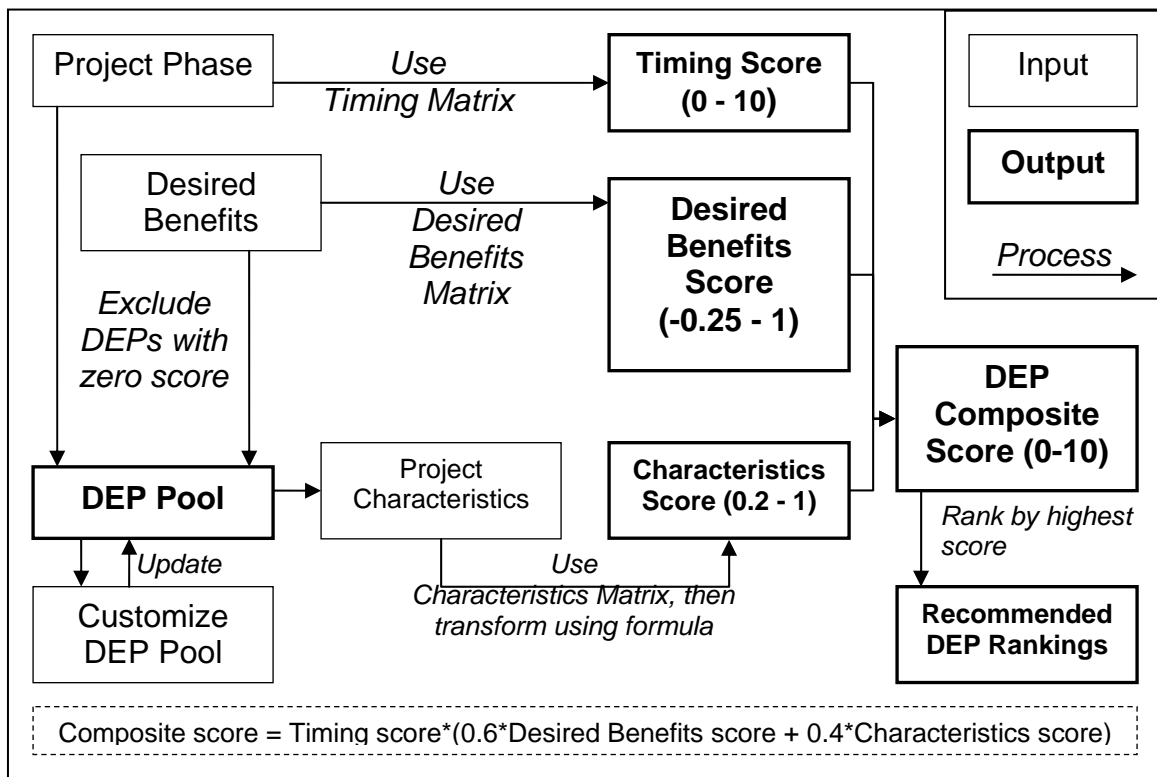 Project Phase
Use
Timing Matrix
Timing Score
(0 - 10)
Input
Output
Process
Desired
Benefits
Use
Desired
Benefits
Matrix
Desired
Benefits
Score
(-0.25 - 1)
Exclude
DEPs with
zero score
DEP
Composite
Score (0-10)
DEP Pool
Project
Characteristics
Characteristics
Score (0.2 - 1)
Update
Use
Characteristics Matrix, then
transform using formula
Rank by highest
score
Customize
DEP Pool
Recommended
DEP Rankings
Composite score = Timing score*(0.6*Desired Benefits score + 0.4*Characteristics score)